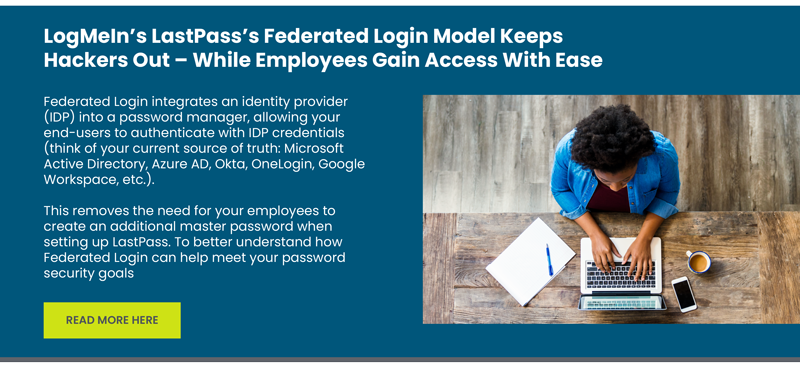 LogMeIn’s LastPass’s Federated Login Model Keeps
Hackers Out – While Employees Gain Access With Ease
Federated Login integrates an identity provider
(IDP) into a password manager, allowing your
end-users to authenticate with IDP credentials
(think of your current source of truth: Microsoft
Active Directory, Azure AD, Okta, OneLogin, Google
Workspace, etc.).
This removes the need for your employees to
create an additional master password when
setting up LastPass. To better understand how
Federated Login can help meet your password
security goals
READ MORE HERE